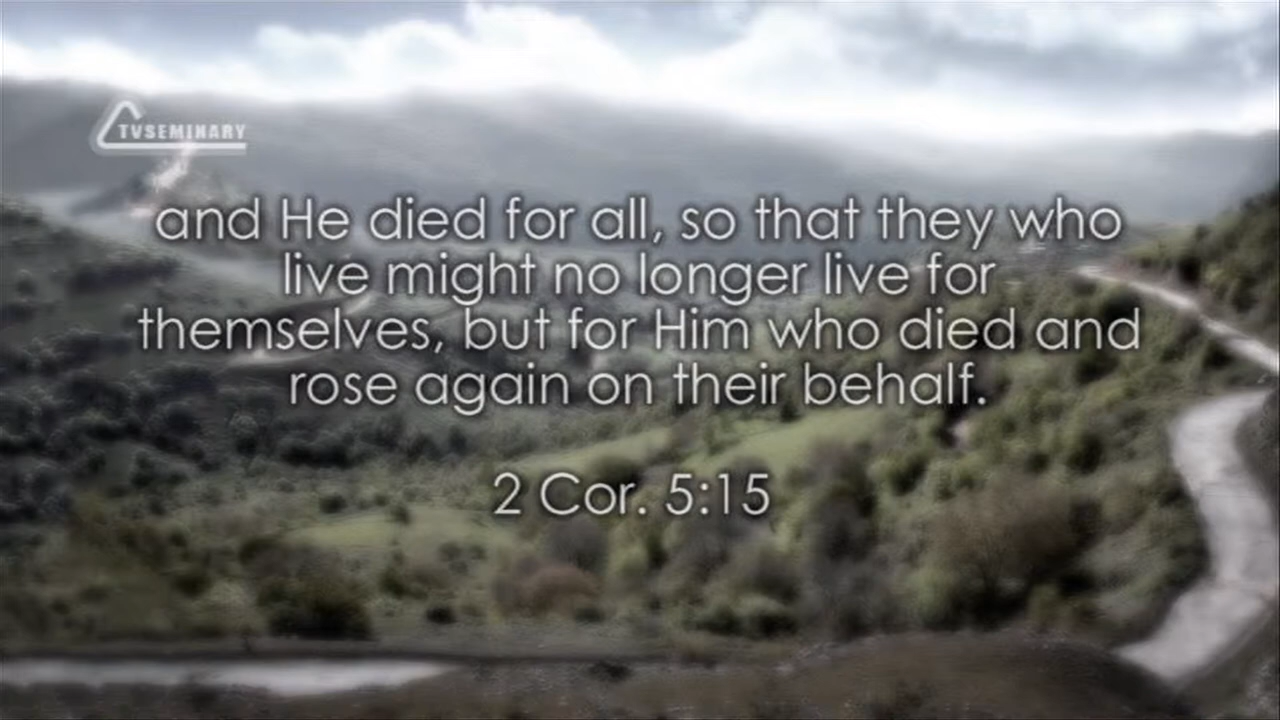 TVSEMINARY
and He died for all, so that they who
live might no longer live for
themselves, but for Him who died and
rose again on their behalf.
2 Cor. 5:15